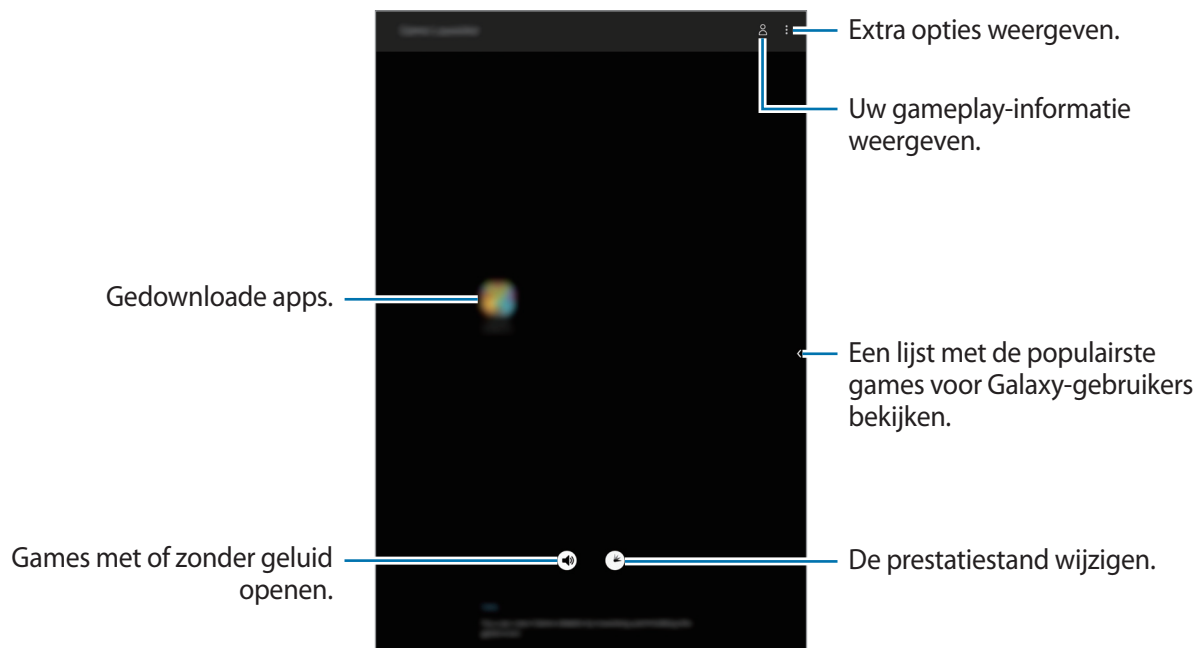 Extra opties weergeven.
Uw gameplay-informatie
weergeven.
Gedownloade apps.
Een lijst met de populairste
games voor Galaxy-gebruikers
bekijken.
Games met of zonder geluid
openen.
De prestatiestand wijzigen.